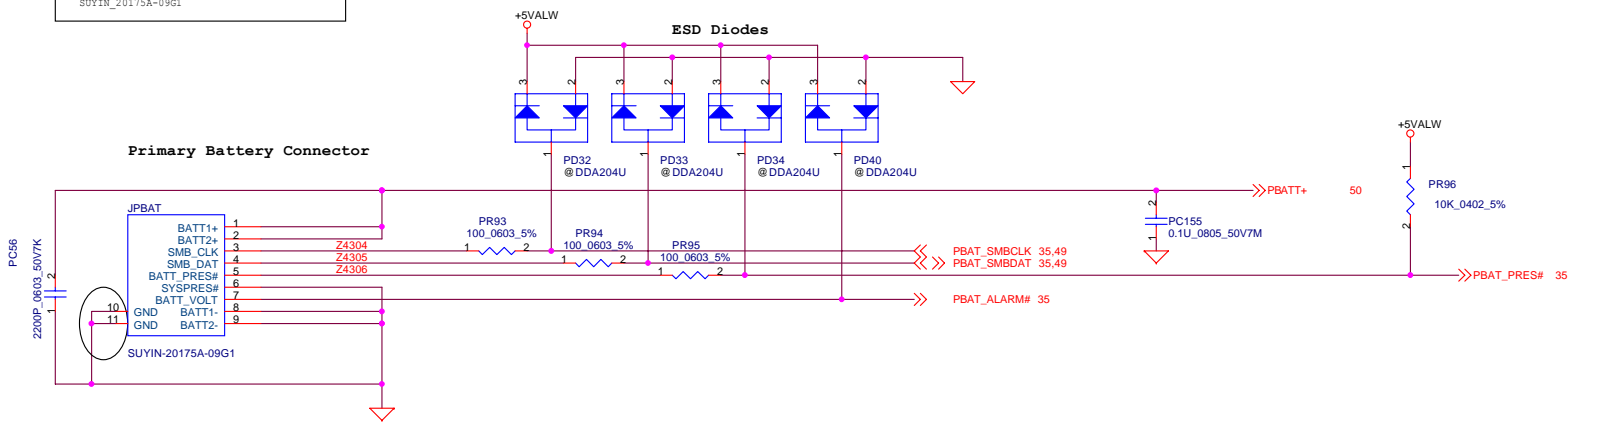 SUYIN_20175A-09G1
+5VALW
ESD Diodes
3 2 3 2 3 2 3 2
+5VALW
Primary Battery Connector
1 1 1 1
PD32
@DDA204U
PD33
@DDA204U
PD34
@DDA204U
PD40
@DDA204U
1
PR96
10K_0402_5%
2
PBATT+ 50
2
PC155
0.1U_0805_50V7M
1
JPBAT
BATT1+ 1
BATT2+ 2
SMB_CLK 3
SMB_DAT 4
BATT_PRES# 5
SYSPRES# 6
BATT_VOLT 7
10 GND BATT1- 8
11 GND BATT2- 9
SUYIN-20175A-09G1
PC56
2200P_0603_50V7K
2
1
Z4304
Z4305
Z4306
PR93
100_0603_5%
1 2
PR94
100_0603_5%
1 2
PR95
100_0603_5%
1 2
PBAT_SMBCLK 35,49
PBAT_SMBDAT 35,49
PBAT_PRES# 35
PBAT_ALARM# 35